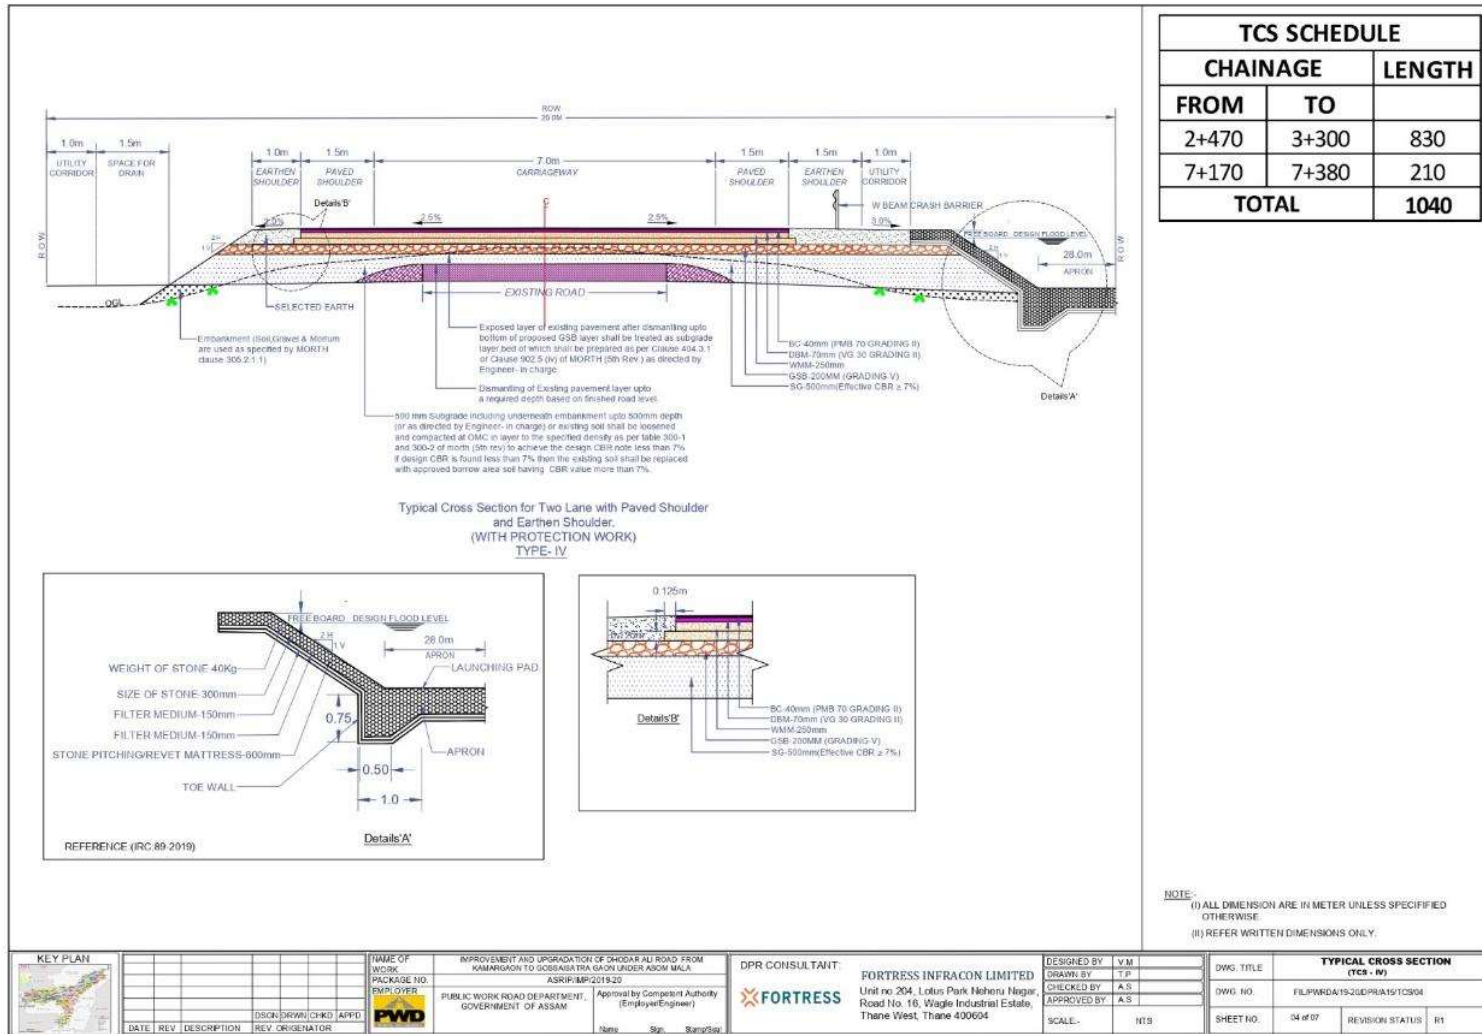 TCS SCHEDULE
CHAINAGE LENGTH
FROM TO
2+470 3+300 830
7+170 7+380 210
TOTAL 1040
ROW
1.0m 1.5m
UTILITY CORRIDOR
SPACE FOR DRAIN
1.0m 1.5m 7.0m 1.5m 1.5m 1.0m
EARTHEN SHOULDER
PAVED SHOULDER
CARRIAGEWAY
PAVED SHOULDER
EARTHEN SHOULDER
UTILITY CORRIDOR
Details'B'
W BEAM CRASH BARRIER
2.5% 2.5% 3.0%
R O W
R O W
FREE BOARD DESIGN FLOOD LEVEL
28.0m
APRON
OGL
SELECTED EARTH
EXISTING ROAD
Embankment (Soil,Gravel & Morrum
are used as specified by MORTH
clause 305.2.1.1)
Exposed layer of existing pavement after dismantling upto
bottom of proposed GSB layer shall be treated as subgrade
layer,bed of which shall be prepared as per Clause 404.3.1
or Clause 902.5 (iv) of MORTH (5th Rev.) as directed by
Engineer- in charge
Dismantling of Existing pavement layer upto
a required depth based on finished road level.
500 mm Subgrade including underneath embankment upto 500mm depth
(or as directed by Engineer- in charge) or existing soil shall be loosened
and compacted at OMC in layer to the specified density as per table 300-1
and 300-2 of morth (5th rev) to achieve the design CBR note less than 7%
if design CBR is found less than 7% then the existing soil shall be replaced
with approved borrow area soil having CBR value more than 7%.
BC-40mm (PMB 70 GRADING II)
DBM-70mm (VG 30 GRADING II)
WMM-250mm
GSB-200MM (GRADING V)
SG-500mm(Effective CBR ≥ 7%)
Details'A'
Typical Cross Section for Two Lane with Paved Shoulder
and Earthen Shoulder.
(WITH PROTECTION WORK)
TYPE- IV
FREE BOARD DESIGN FLOOD LEVEL
2 H
1 V
28.0m
APRON
WEIGHT OF STONE 40Kg
LAUNCHING PAD
SIZE OF STONE-300mm
FILTER MEDIUM-150mm
0.75
FILTER MEDIUM-150mm
STONE PITCHING/REVET MATTRESS-600mm
APRON
0.50
TOE WALL
1.0
Details'A'
REFERENCE (IRC:89-2019)
0.125m
Details'B'
BC-40mm (PMB 70 GRADING II)
DBM-70mm (VG 30 GRADING II)
WMM-250mm
GSB-200MM (GRADING-V)
SG-500mm(Effective CBR ≥ 7%)
NOTE:-
(I) ALL DIMENSION ARE IN METER UNLESS SPECIFIFIED
OTHERWISE
(II) REFER WRITTEN DIMENSIONS ONLY.
KEY PLAN
DSGN DRWN CHKD APPD
DATE REV DESCRIPTION REV. ORIGENATOR
NAME OF WORK
IMPROVEMENT AND UPGRADATION OF DHODAR ALI ROAD FROM
KAMARGAON TO GOSSAISATRA GAON UNDER ASOM MALA
PACKAGE NO. ASRIP/IMP/2019-20
EMPLOYER
PWD
PUBLIC WORK ROAD DEPARTMENT,
GOVERNMENT OF ASSAM
Approval by Competent Authority
(Employer/Engineer)
Name Sign. Stamp/Seal
DPR CONSULTANT:
FORTRESS
FORTRESS INFRACON LIMITED
Unit no 204, Lotus Park Neheru Nagar,
Road No. 16, Wagle Industrial Estate,
Thane West, Thane 400604
DESIGNED BY V.M
DRAWN BY T.P
CHECKED BY A.S
APPROVED BY A.S
SCALE:- NTS
DWG. TITLE TYPICAL CROSS SECTION
(TCS - IV)
DWG. NO. FIL/PWRDA/19-20/DPR/A15/TCS/04
SHEET NO. 04 of 07 REVISION STATUS R1